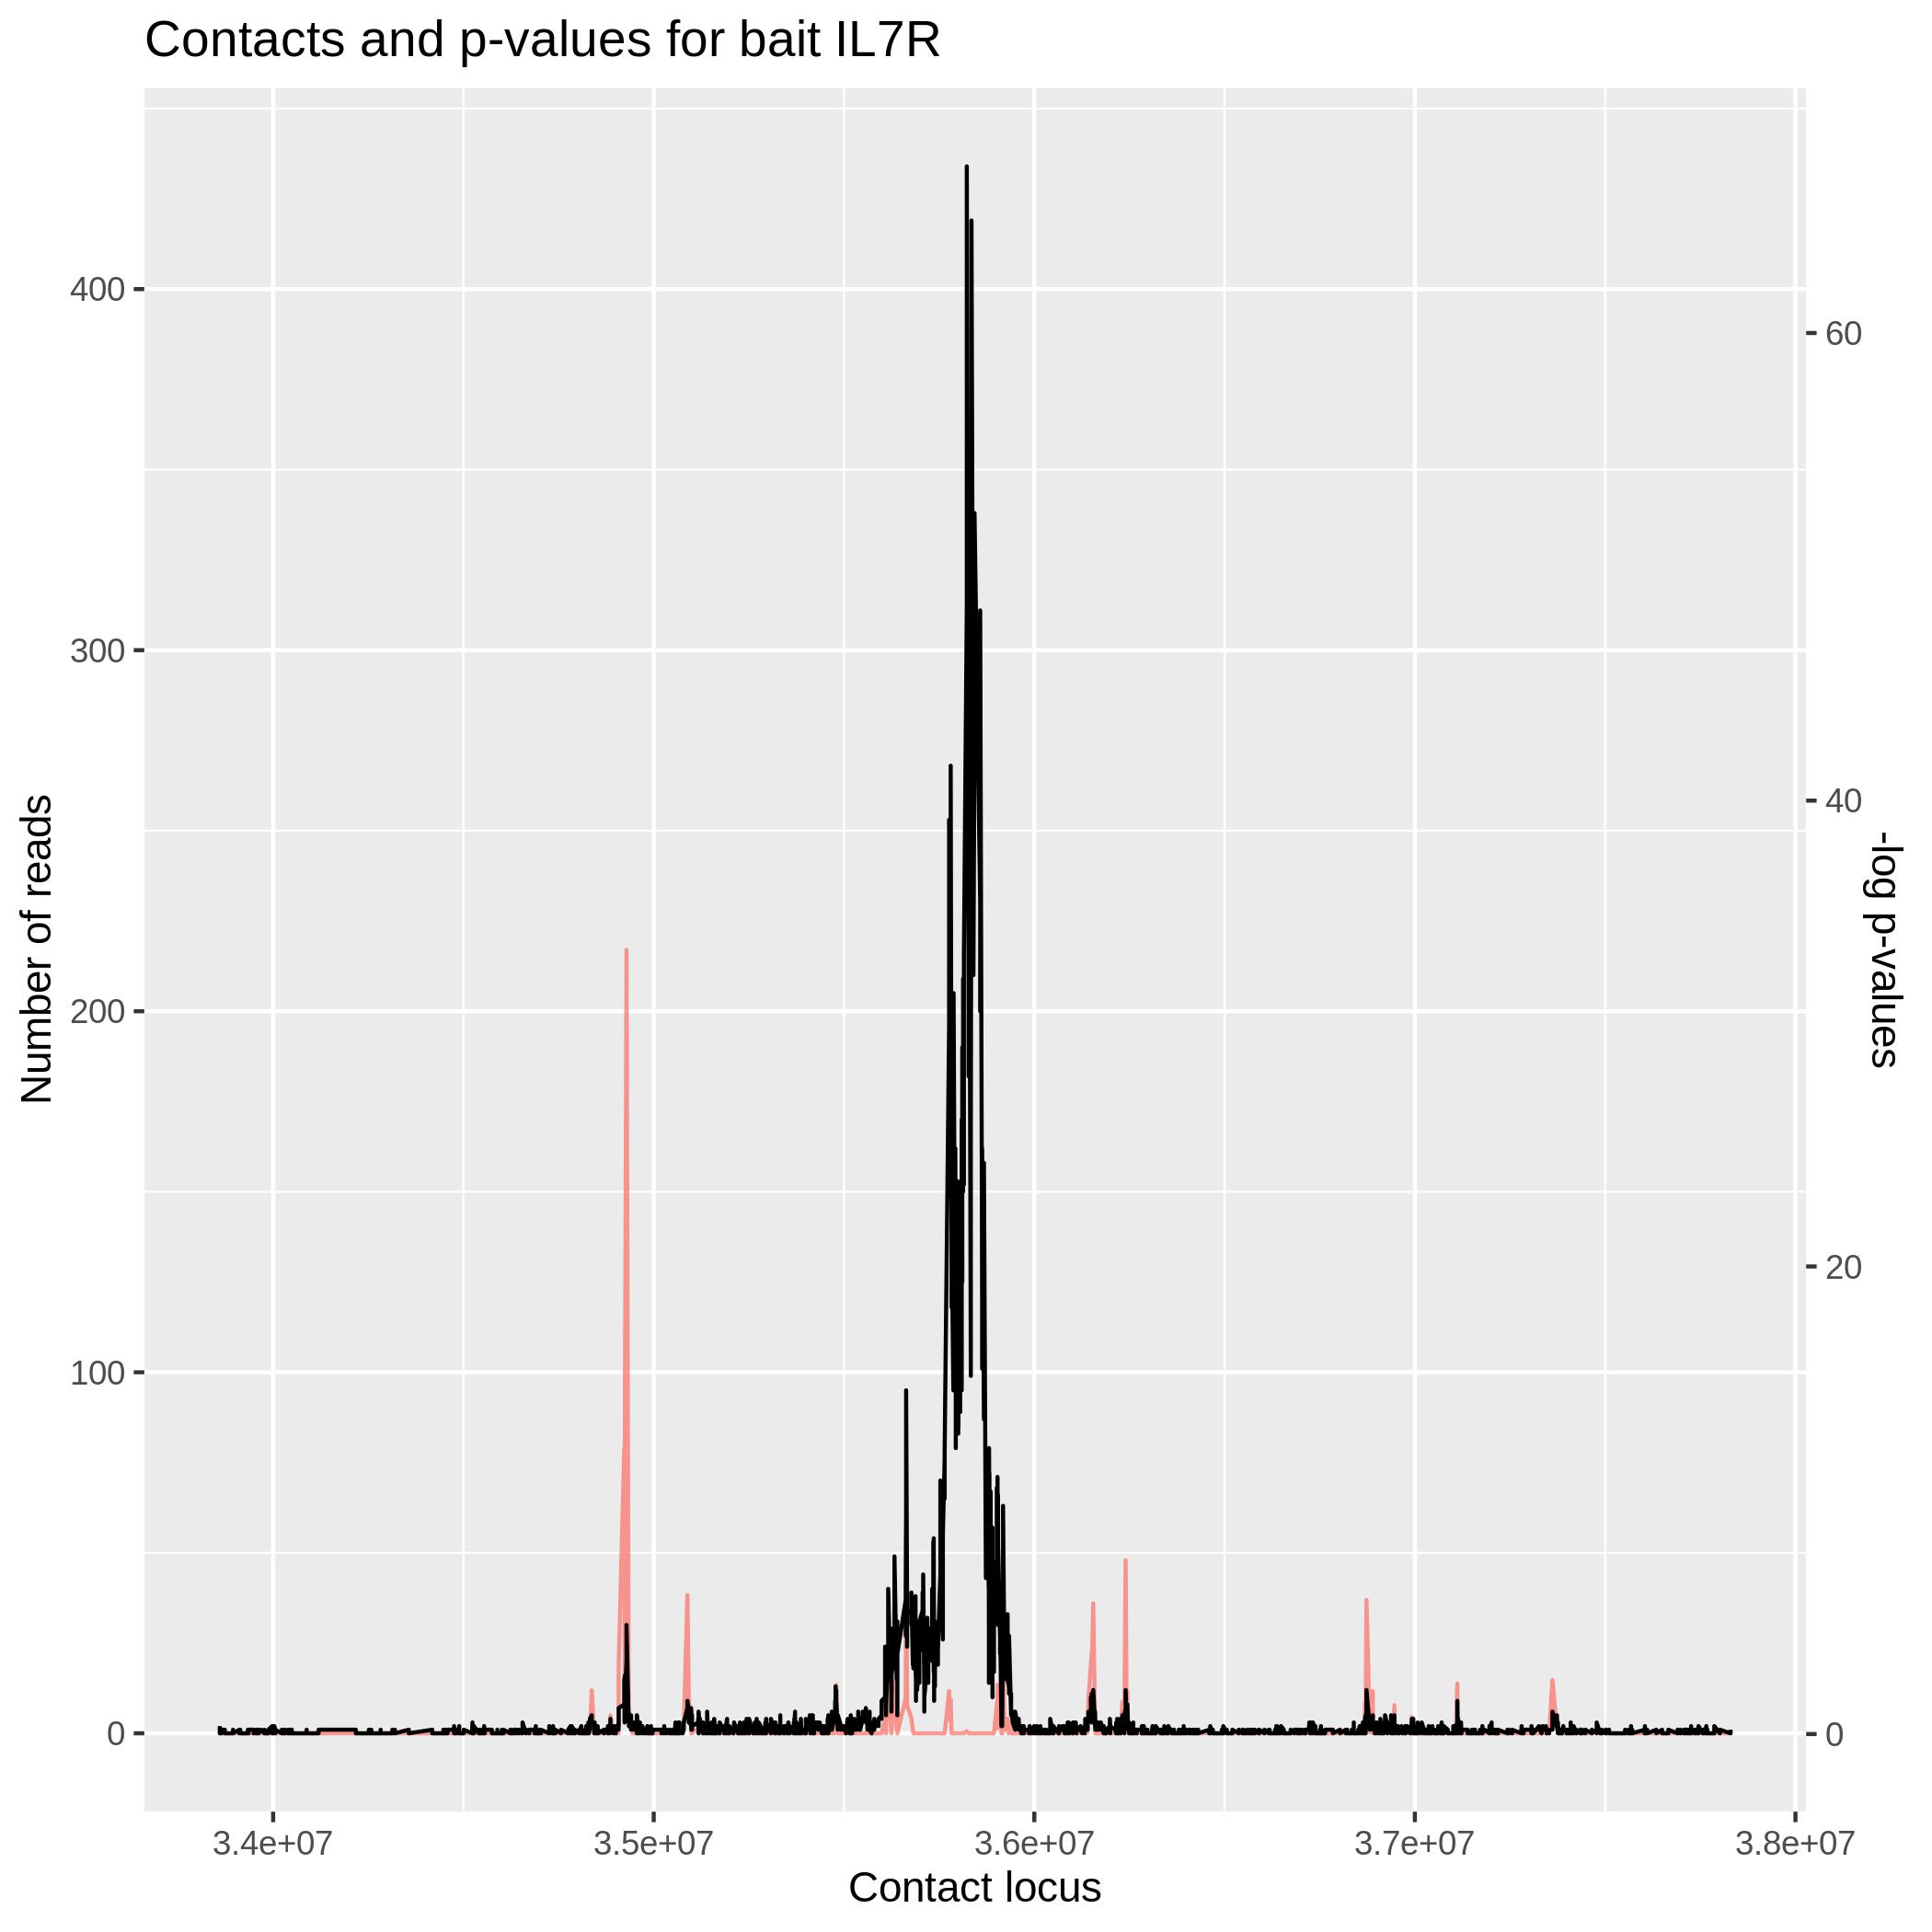 Contacts and p-values for bait IL7R
Number of reads
400
300
200
100
0
60
40
20
0
-log p-values
3.4e+07
3.5e+07
3.6e+07
3.7e+07
3.8e+07
Contact locus